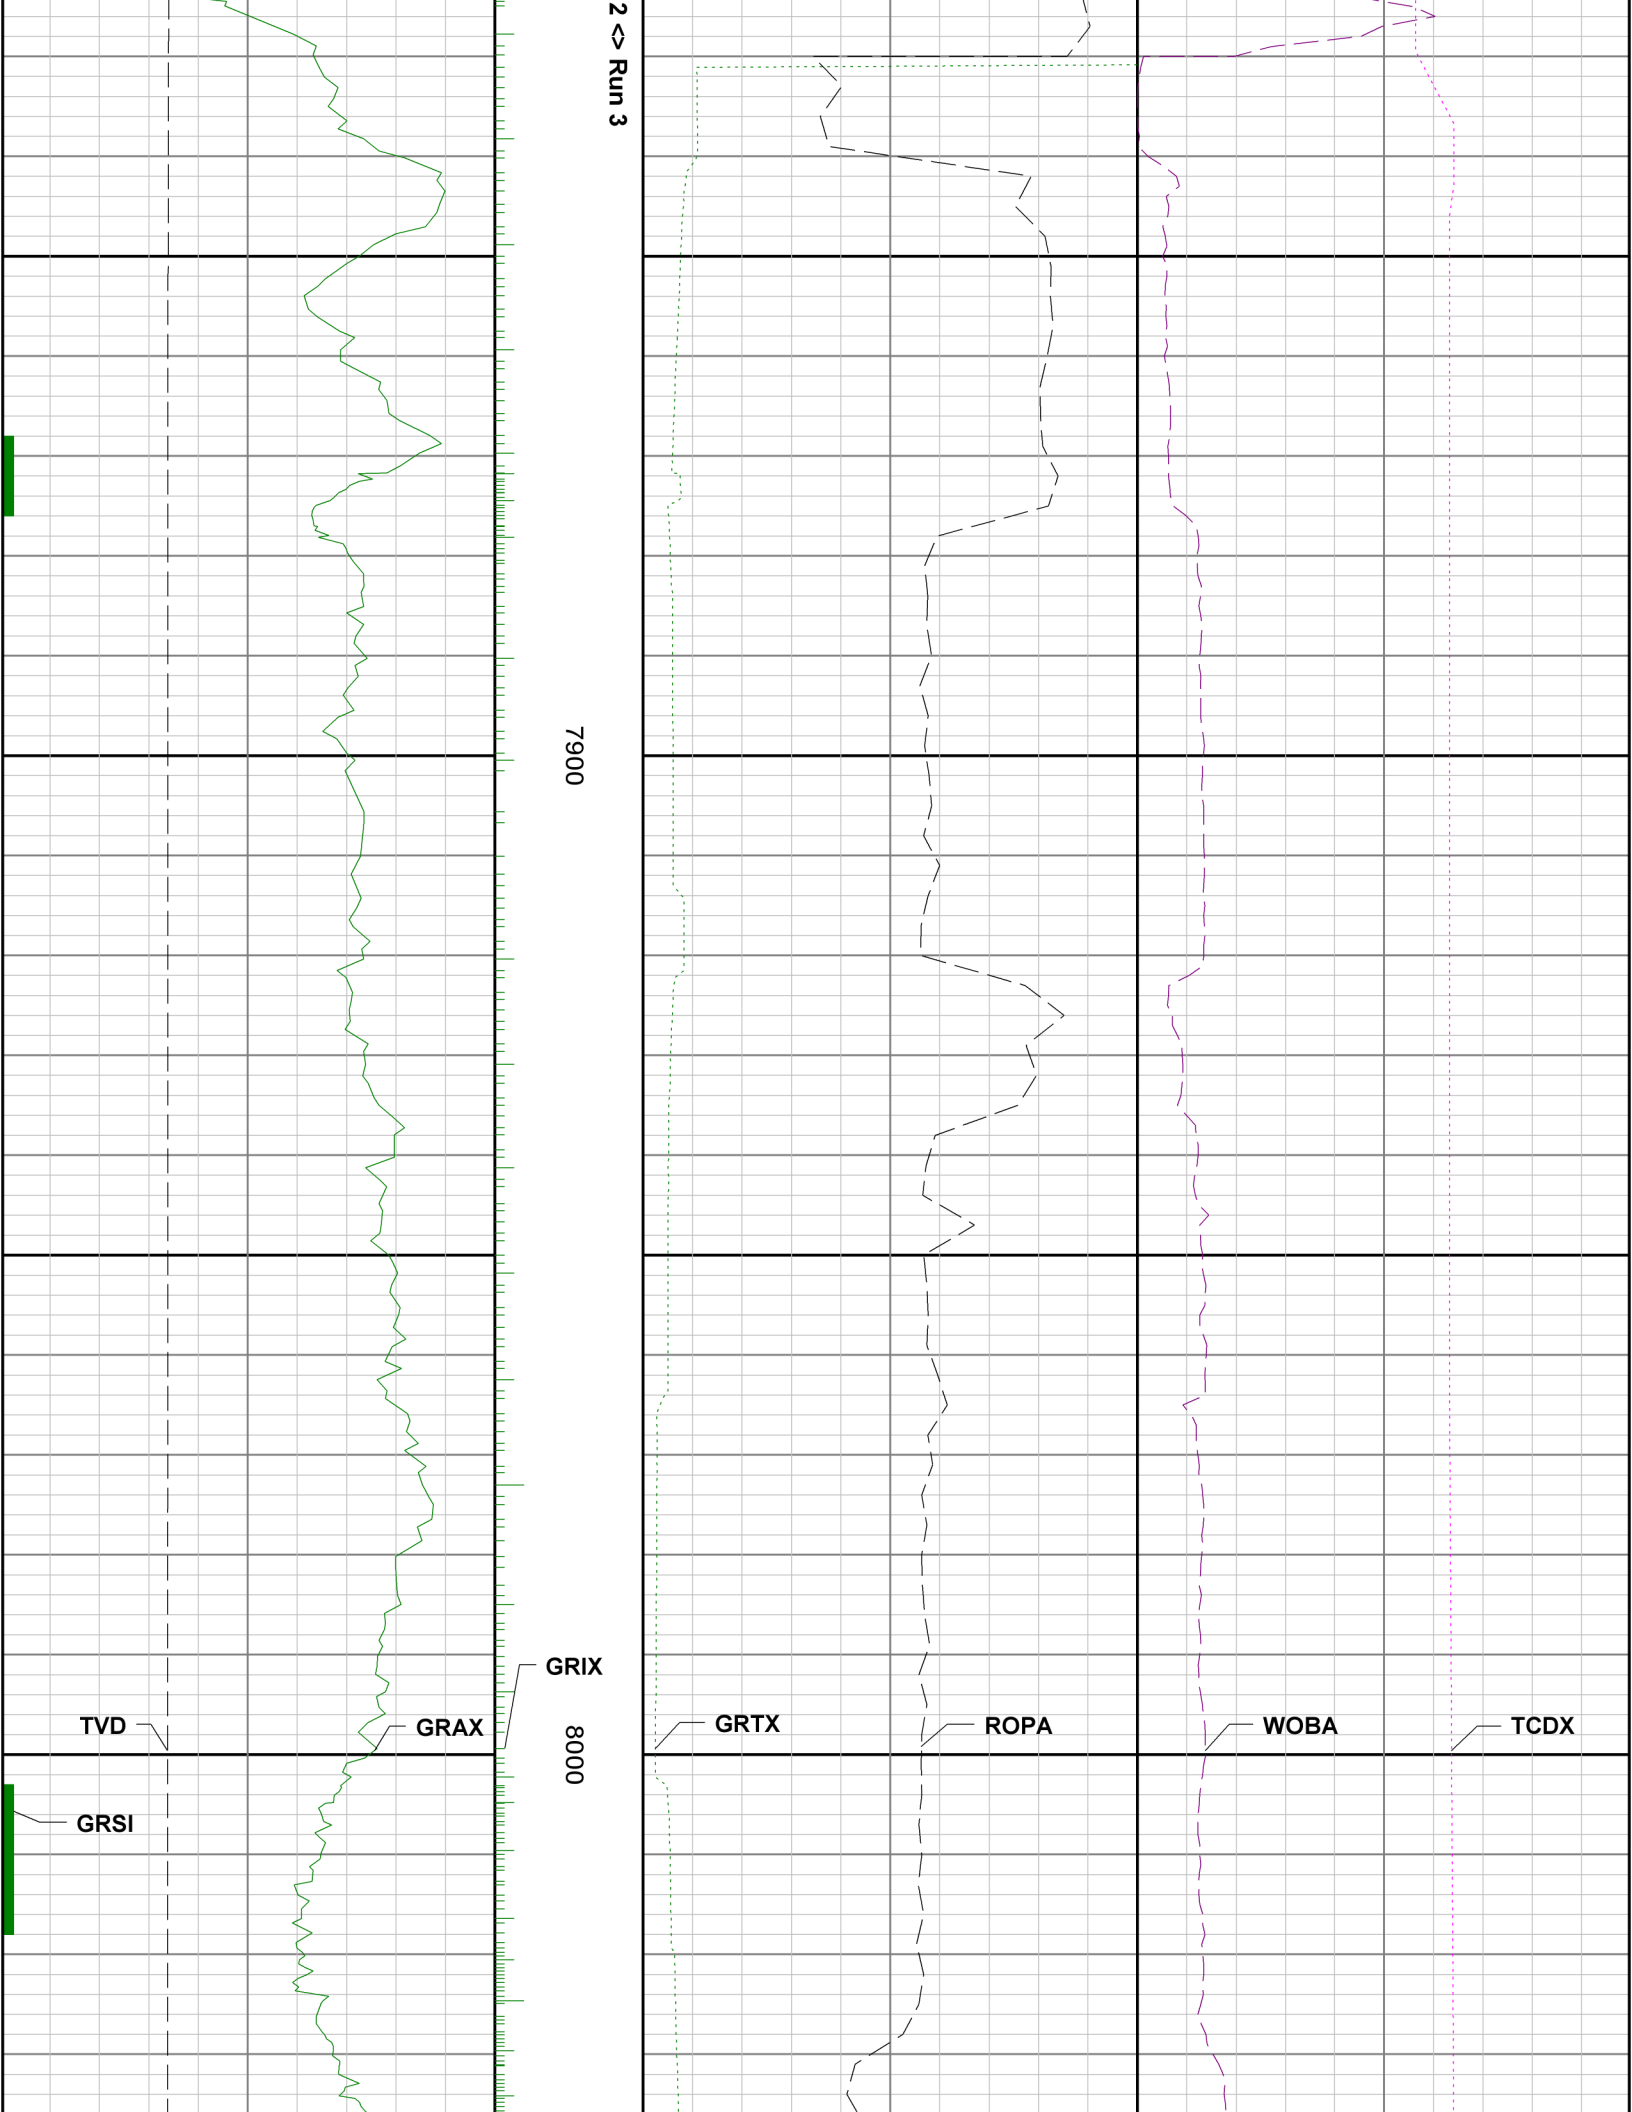 2 <> Run 3
7900
GRIX
TVD
GRAX
GRTX
ROPA
WOBA
TCDX
8000
GRSI